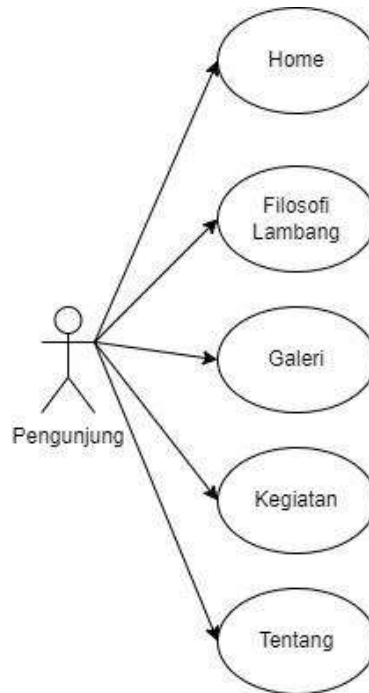 Home
Filosofi
Lambang
Galeri
Pengunjung
Kegiatan
Tentang